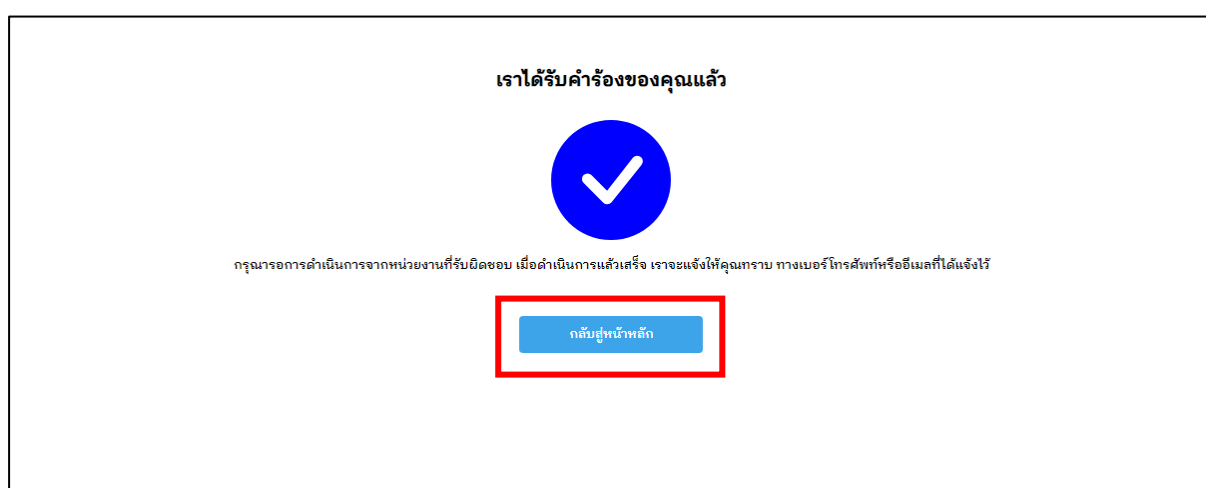 เราได้รับคำร้องของคุณแล้ว
กรุณารอการดำเนินการจากหน่วยงานที่รับผิดชอบ เมื่อดำเนินการแล้วเสร็จ เราจะแจ้งให้คุณทราบ ทางเบอร์โทรศัพท์หรืออีเมลที่ได้แจ้งไว้
กลับสู่หน้าหลัก